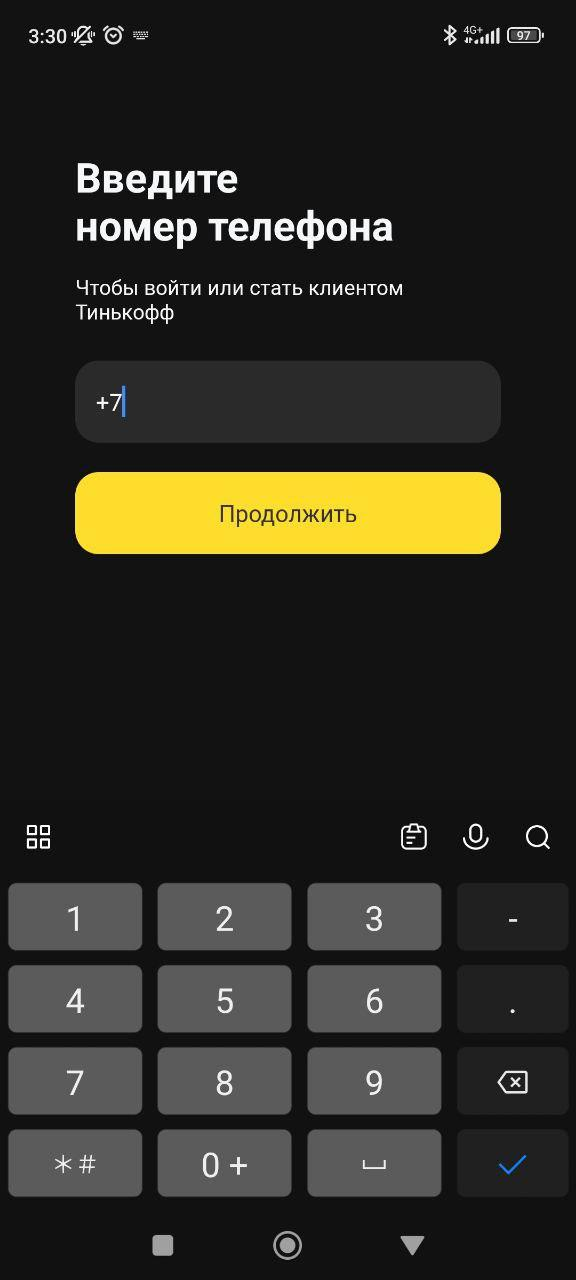 3:30
4G+
97
Введите
номер телефона
Чтобы войти или стать клиентом
Тинькофф
+7
Продолжить
1 2 3 -
4 5 6 .
7 8 9
*# 0 +